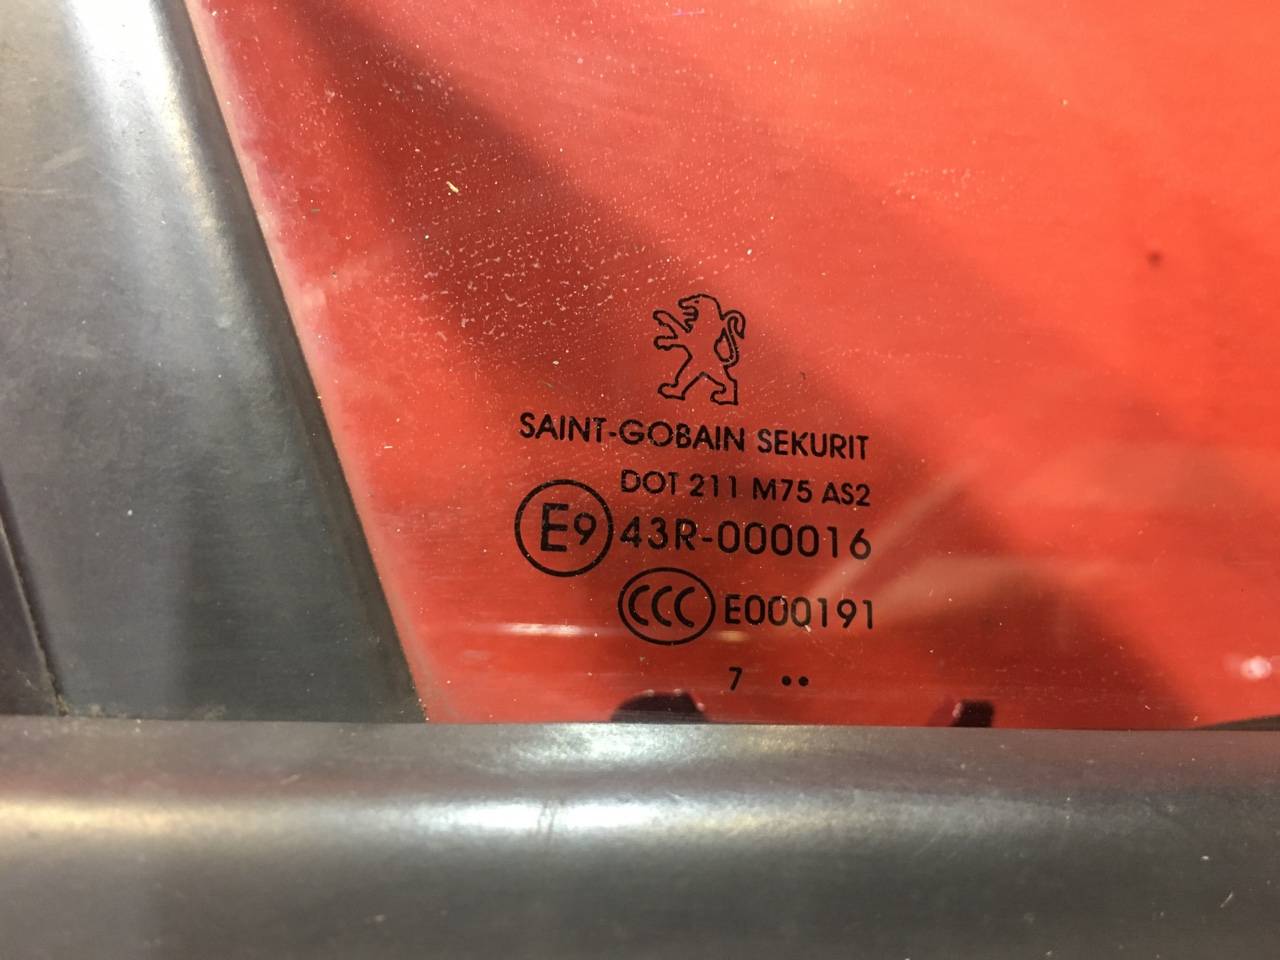 SAINT-GOBAIN SEKURIT
DOT 211 M75 AS2
E9 43R-000016
CCC E000191
7 ••